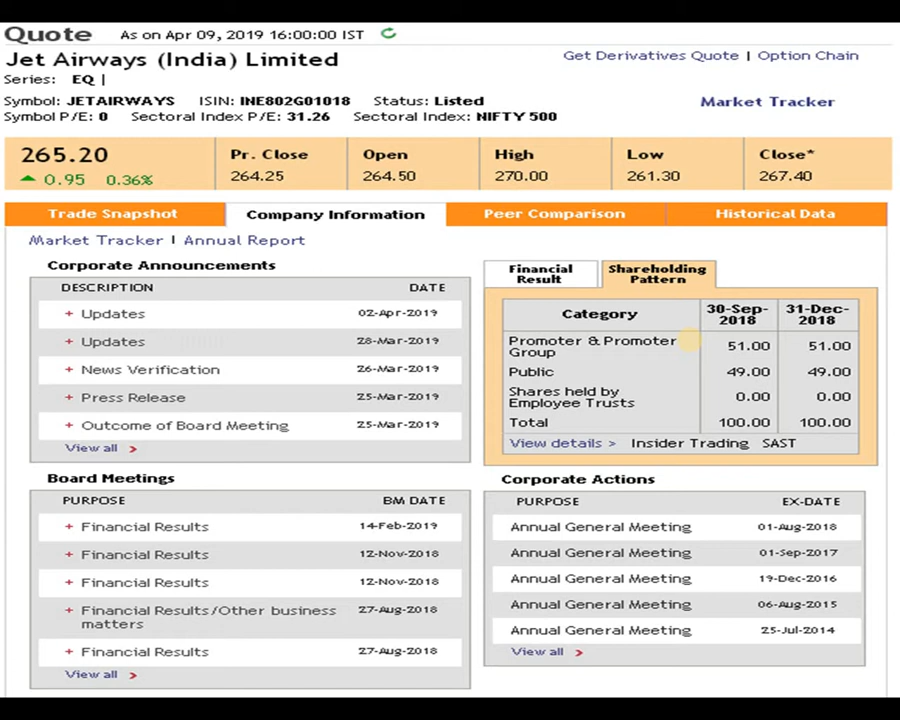 Quote As on Apr 09, 2019 16:00:00 IST
Jet Airways (India) Limited
Get Derivatives Quote | Option Chain
Series: EQ |
Symbol: JETAIRWAYS ISIN: INE802G01018 Status: Listed
Market Tracker
Symbol P/E: 0 Sectoral Index P/E: 31.26 Sectoral Index: NIFTY 500
265.20 Pr. Close Open High Low Close*
0.95 0.36% 264.25 264.50 270.00 261.30 267.40
Trade Snapshot Company Information Peer Comparison Historical Data
Market Tracker | Annual Report
Corporate Announcements
DESCRIPTION DATE
+ Updates 02-Apr-2019
+ Updates 28-Mar-2019
+ News Verification 26-Mar-2019
+ Press Release 25-Mar-2019
+ Outcome of Board Meeting 25-Mar-2019
View all >
Financial Result
Shareholding Pattern
Category 30-Sep-2018 31-Dec-2018
Promoter & Promoter Group 51.00 51.00
Public 49.00 49.00
Shares held by Employee Trusts 0.00 0.00
Total 100.00 100.00
View details > Insider Trading SAST
Board Meetings
PURPOSE BM DATE
+ Financial Results 14-Feb-2019
+ Financial Results 12-Nov-2018
+ Financial Results 12-Nov-2018
+ Financial Results/Other business matters 27-Aug-2018
+ Financial Results 27-Aug-2018
View all >
Corporate Actions
PURPOSE EX-DATE
Annual General Meeting 01-Aug-2018
Annual General Meeting 01-Sep-2017
Annual General Meeting 19-Dec-2016
Annual General Meeting 06-Aug-2015
Annual General Meeting 25-Jul-2014
View all >